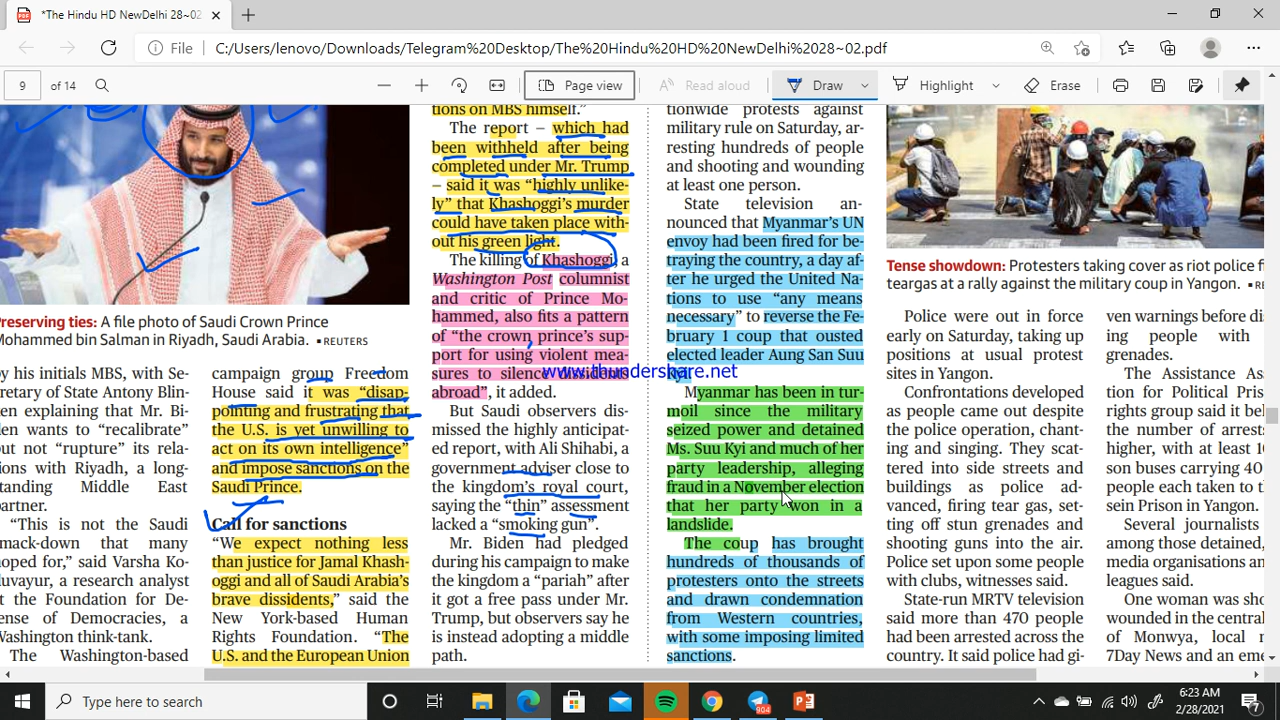 *The Hindu HD NewDelhi 28~02
File
C:/Users/lenovo/Downloads/Telegram%20Desktop/The%20Hindu%20HD%20NewDelhi%2028~02.pdf
9 of 14
Page view
Read aloud
Draw
Highlight
Erase
Preserving ties: A file photo of Saudi Crown Prince
Mohammed bin Salman in Riyadh, Saudi Arabia. ▪ REUTERS
by his initials MBS, with Se-
retary of State Antony Blin-
en explaining that Mr. Bi-
en wants to “recalibrate”
ut not “rupture” its rela-
ions with Riyadh, a long-
tanding Middle East
artner.
“This is not the Saudi
mack-down that many
oped for,” said Varsha Ko-
uvayur, a research analyst
t the Foundation for De-
ense of Democracies, a
Washington think-tank.
The Washington-based
campaign group Freedom
House said it was “disap-
pointing and frustrating that
the U.S. is yet unwilling to
act on its own intelligence”
and impose sanctions on the
Saudi Prince.
Call for sanctions
“We expect nothing less
than justice for Jamal Khash-
oggi and all of Saudi Arabia’s
brave dissidents,” said the
New York-based Human
Rights Foundation. “The
U.S. and the European Union
tions on MBS himself.”
The report – which had
been withheld after being
completed under Mr. Trump
– said it was “highly unlike-
ly” that Khashoggi’s murder
could have taken place with-
out his green light.
The killing of Khashoggi, a
Washington Post columnist
and critic of Prince Mo-
hammed, also fits a pattern
of “the crown prince’s sup-
port for using violent mea-
sures to silence dissidents
abroad”, it added.
But Saudi observers dis-
missed the highly anticipat-
ed report, with Ali Shihabi, a
government adviser close to
the kingdom’s royal court,
saying the “thin” assessment
lacked a “smoking gun”.
Mr. Biden had pledged
during his campaign to make
the kingdom a “pariah” after
it got a free pass under Mr.
Trump, but observers say he
is instead adopting a middle
path.
www.thundershare.net
tionwide protests against
military rule on Saturday, ar-
resting hundreds of people
and shooting and wounding
at least one person.
State television an-
nounced that Myanmar’s UN
envoy had been fired for be-
traying the country, a day af-
ter he urged the United Na-
tions to use “any means
necessary” to reverse the Fe-
bruary 1 coup that ousted
elected leader Aung San Suu
Kyi.
Myanmar has been in tur-
moil since the military
seized power and detained
Ms. Suu Kyi and much of her
party leadership, alleging
fraud in a November election
that her party won in a
landslide.
The coup has brought
hundreds of thousands of
protesters onto the streets
and drawn condemnation
from Western countries,
with some imposing limited
sanctions.
Tense showdown: Protesters taking cover as riot police f
teargas at a rally against the military coup in Yangon. ▪ RE
Police were out in force
early on Saturday, taking up
positions at usual protest
sites in Yangon.
Confrontations developed
as people came out despite
the police operation, chant-
ing and singing. They scat-
tered into side streets and
buildings as police ad-
vanced, firing tear gas, set-
ting off stun grenades and
shooting guns into the air.
Police set upon some people
with clubs, witnesses said.
State-run MRTV television
said more than 470 people
had been arrested across the
country. It said police had gi-
ven warnings before di
ing people with
grenades.
The Assistance As
tion for Political Pris
rights group said it bel
the number of arrest
higher, with at least 1
son buses carrying 40
people each taken to t
sein Prison in Yangon.
Several journalists
among those detained,
media organisations an
leagues said.
One woman was sho
wounded in the central
of Monwya, local
7Day News and an eme
Type here to search
904
6:23 AM
2/28/2021
7